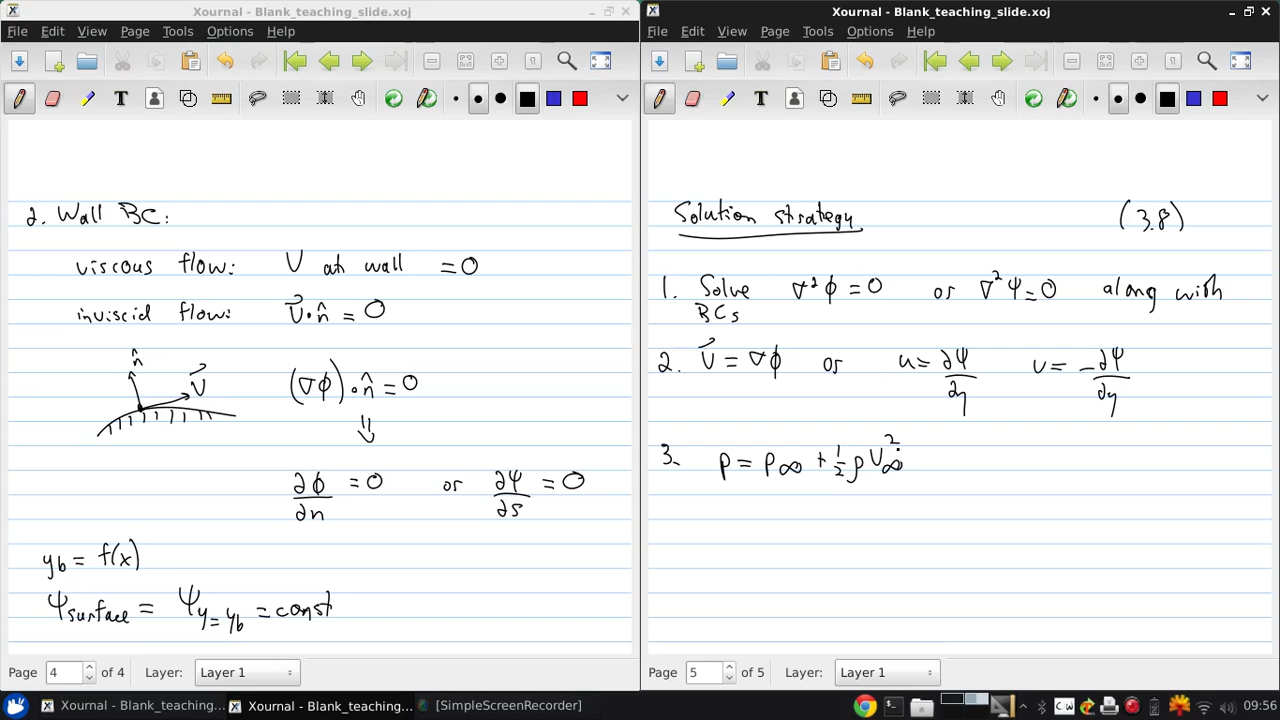 Xournal - Blank_teaching_slide.xoj
File Edit View Page Tools Options Help
2. Wall BC:
viscous flow: V at wall = 0
inviscid flow: V⃗·n̂ = 0
n̂
V⃗
(∇ϕ)·n̂ = 0
⇓
∂ϕ/∂n = 0 or ∂ψ/∂s = 0
y_b = f(x)
ψ_surface = ψ_y=y_b = const
Page 4 of 4 Layer: Layer 1
Xournal - Blank_teaching_slide.xoj
File Edit View Page Tools Options Help
Solution strategy (3.8)
1. Solve ∇²ϕ = 0 or ∇²ψ = 0 along with
BCs
2. V⃗ = ∇ϕ or u = ∂ψ/∂y v = -∂ψ/∂y
3. p = p∞ + ½ρV∞²
Page 5 of 5 Layer: Layer 1
Xournal - Blank_teaching_... Xournal - Blank_teaching_... [SimpleScreenRecorder] 09:56